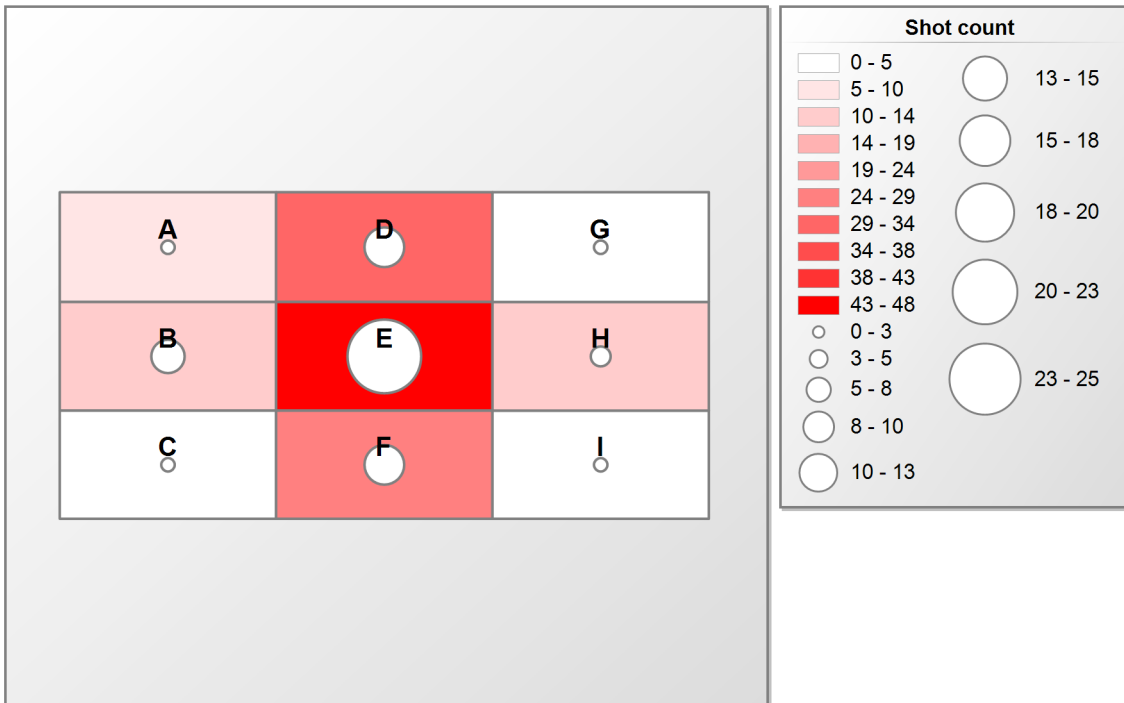 A
D
G
B
E
H
C
F
I
Shot count
0 - 5
5 - 10
10 - 14
14 - 19
19 - 24
24 - 29
29 - 34
34 - 38
38 - 43
43 - 48
0 - 3
3 - 5
5 - 8
8 - 10
10 - 13
13 - 15
15 - 18
18 - 20
20 - 23
23 - 25